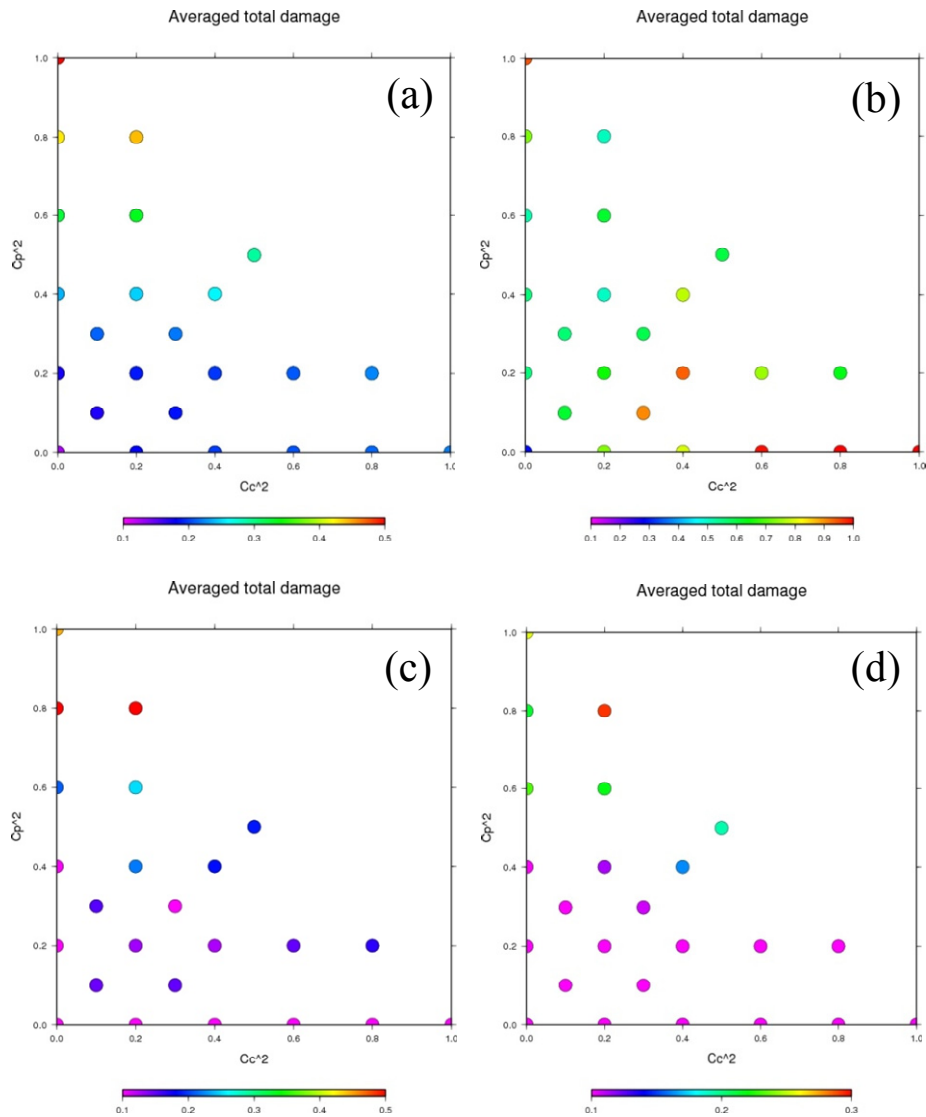 Averaged total damage
(a)
1.0
0.8
0.6
0.4
0.2
0.0
Cp^2
0.0 0.2 0.4 0.6 0.8 1.0
Cc^2
0.1 0.2 0.3 0.4 0.5
Averaged total damage
(b)
1.0
0.8
0.6
0.4
0.2
0.0
Cp^2
0.0 0.2 0.4 0.6 0.8 1.0
Cc^2
0.1 0.2 0.3 0.4 0.5 0.6 0.7 0.8 0.9 1.0
Averaged total damage
(c)
1.0
0.8
0.6
0.4
0.2
0.0
Cp^2
0.0 0.2 0.4 0.6 0.8 1.0
Cc^2
0.1 0.2 0.3 0.4 0.5
Averaged total damage
(d)
1.0
0.8
0.6
0.4
0.2
0.0
Cp^2
0.0 0.2 0.4 0.6 0.8 1.0
Cc^2
0.1 0.2 0.3